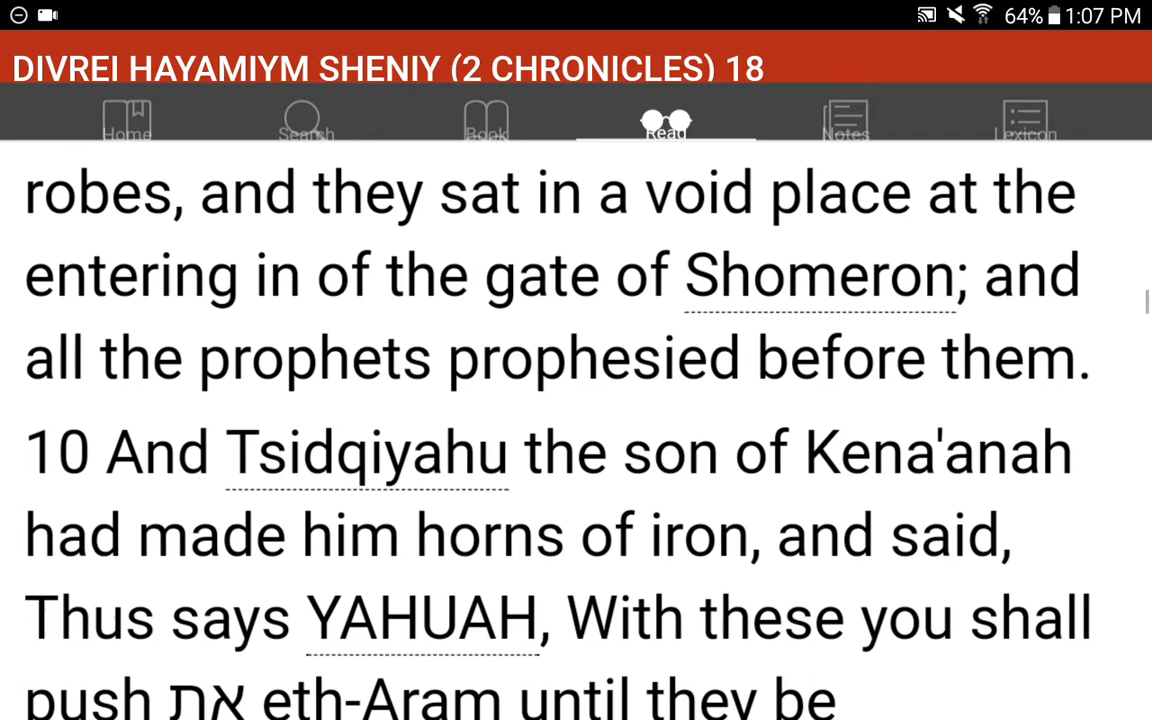 64% 1:07 PM
DIVREI HAYAMIYM SHENIY (2 CHRONICLES) 18
Home Search Book Read Notes Lexicon
robes, and they sat in a void place at the
entering in of the gate of Shomeron; and
all the prophets prophesied before them.
10 And Tsidqiyahu the son of Kena'anah
had made him horns of iron, and said,
Thus says YAHUAH, With these you shall
push את eth-Aram until they be